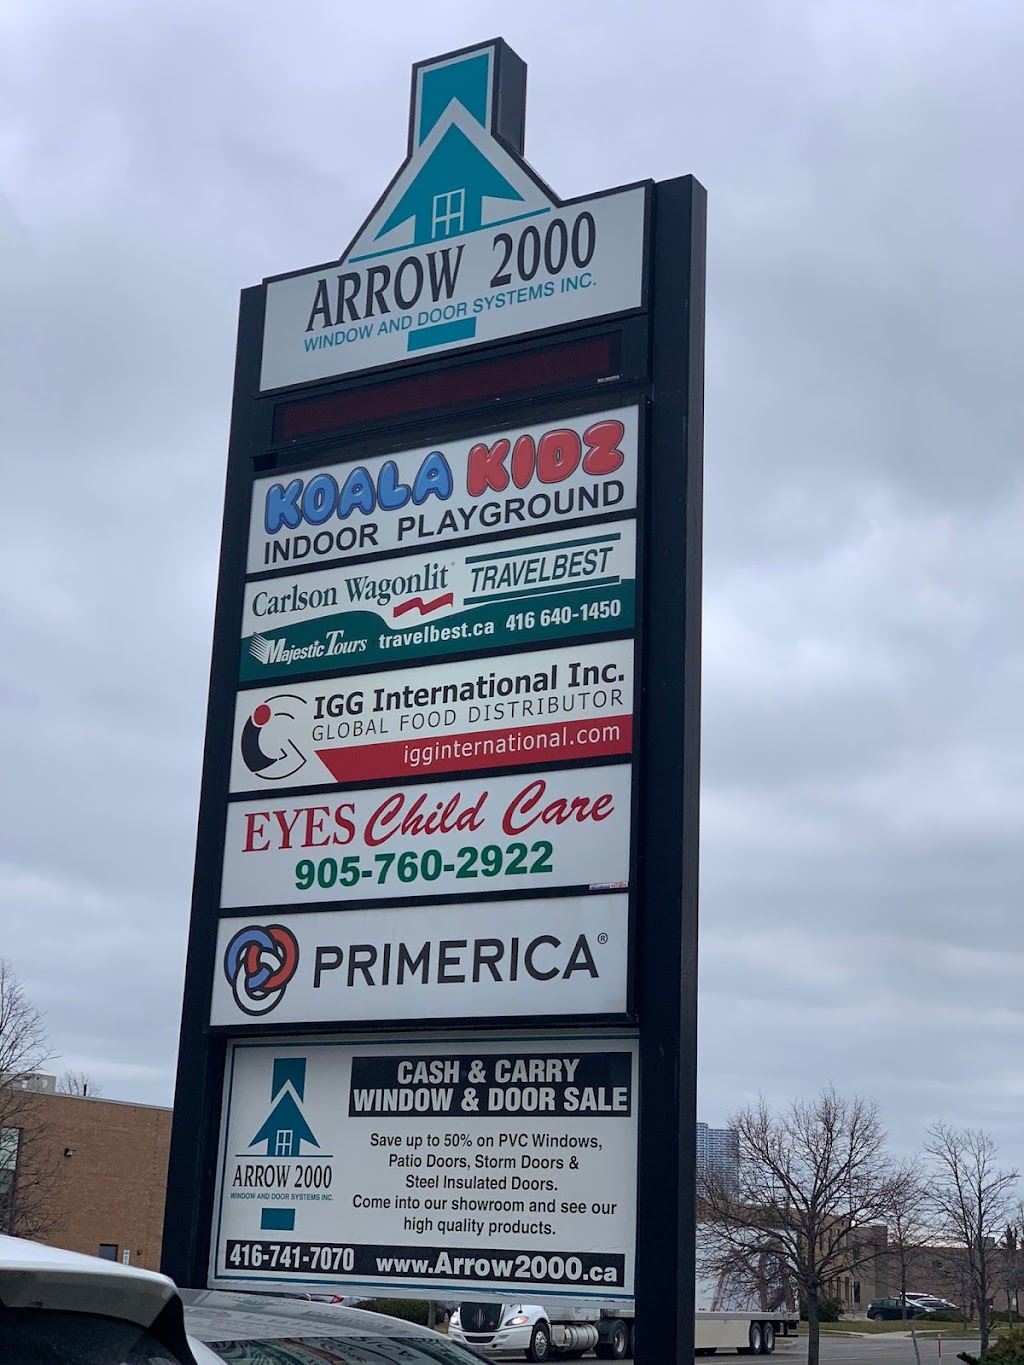 ARROW 2000
WINDOW AND DOOR SYSTEMS INC.
KOALA KIDZ
INDOOR PLAYGROUND
Carlson Wagonlit TRAVELBEST
Majestic Tours travelbest.ca 416 640-1450
IGG International Inc.
GLOBAL FOOD DISTRIBUTOR
igginternational.com
EYES Child Care
905-760-2922
PRIMERICA®
CASH & CARRY
WINDOW & DOOR SALE
Save up to 50% on PVC Windows,
Patio Doors, Storm Doors &
Steel Insulated Doors.
Come into our showroom and see our
high quality products.
ARROW 2000
WINDOW AND DOOR SYSTEMS INC.
416-741-7070 www.Arrow2000.ca